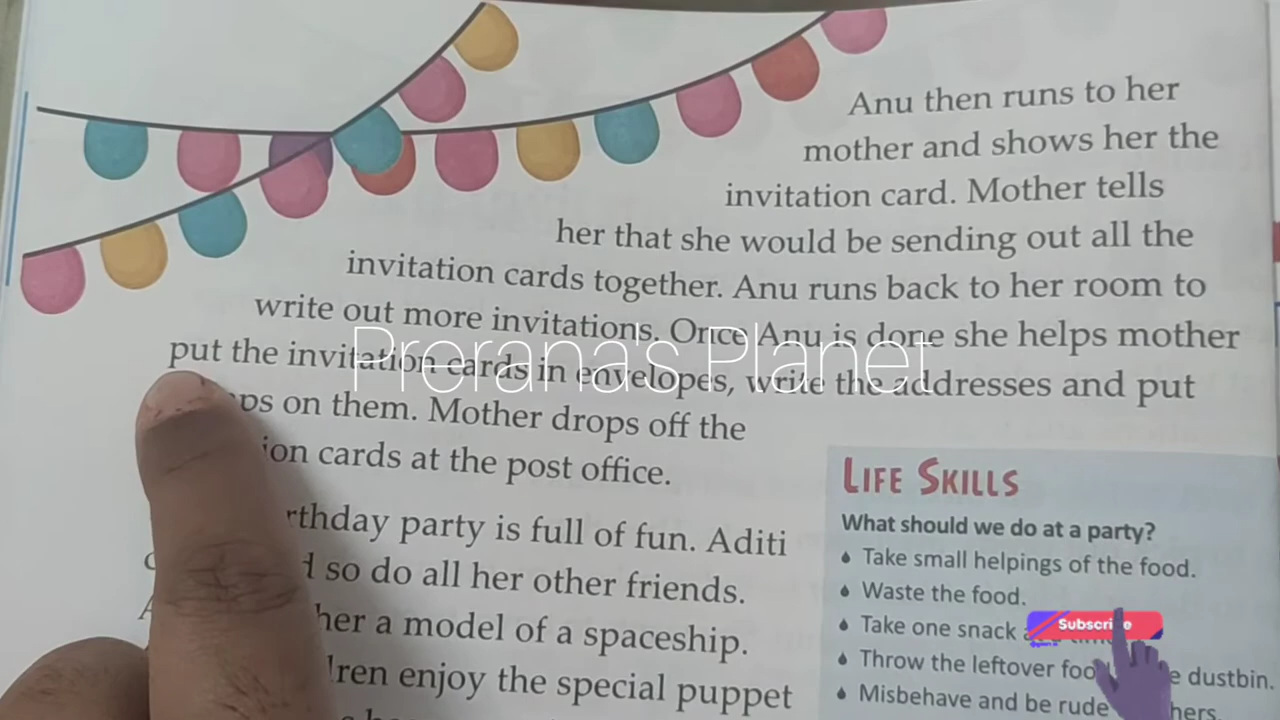 Anu then runs to her
mother and shows her the
invitation card. Mother tells
her that she would be sending out all the
invitation cards together. Anu runs back to her room to
write out more invitations. Once Anu is done she helps mother
put the invitation cards in envelopes, write the addresses and put
on them. Mother drops off the
cards at the post office.
party is full of fun. Aditi
so do all her other friends.
her a model of a spaceship.
enjoy the special puppet
Prerana's Planet
LIFE SKILLS
What should we do at a party?
Take small helpings of the food.
Waste the food.
Take one snack
Throw the leftover dustbin.
Misbehave and be rude
Subscribe